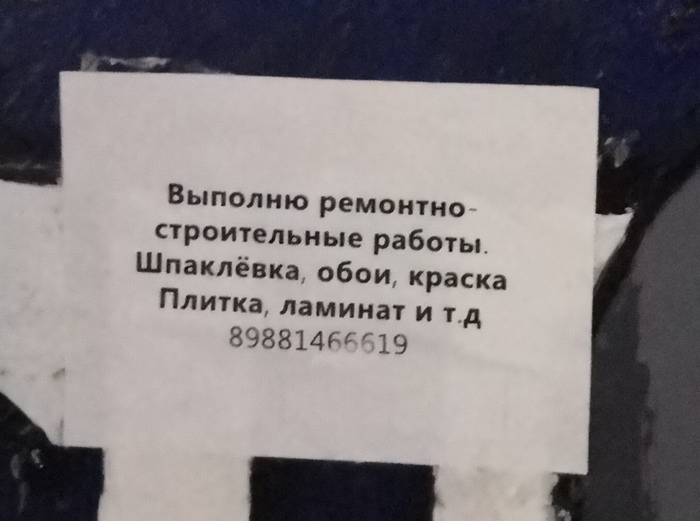 Выполню ремонтно-
строительные работы.
Шпаклёвка, обои, краска
Плитка, ламинат и т.д
89881466619